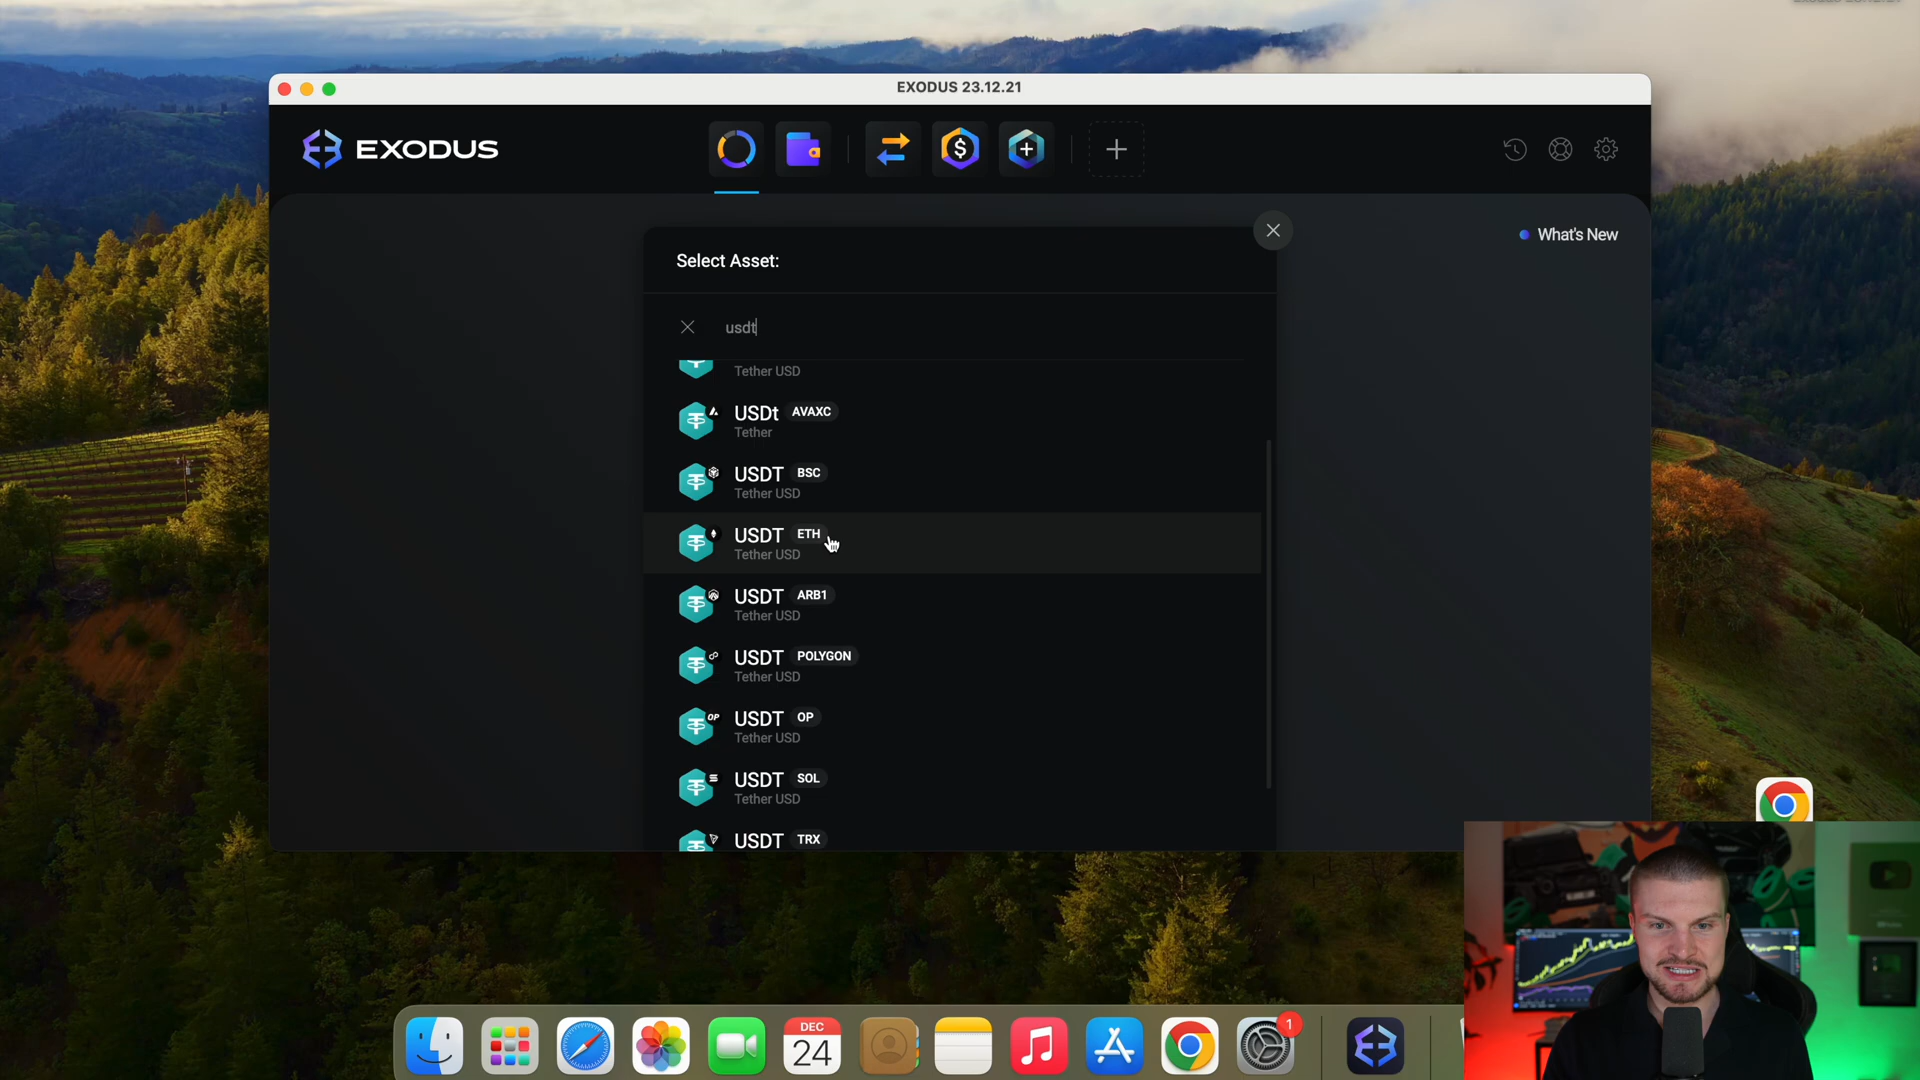 EXODUS 23.12.21
EXODUS
What's New
Select Asset:
usdt
Tether USD
USDt AVAXC
Tether
USDT BSC
Tether USD
USDT ETH
Tether USD
USDT ARB1
Tether USD
USDT POLYGON
Tether USD
OP USDT OP
Tether USD
USDT SOL
Tether USD
USDT TRX
DEC
24
1